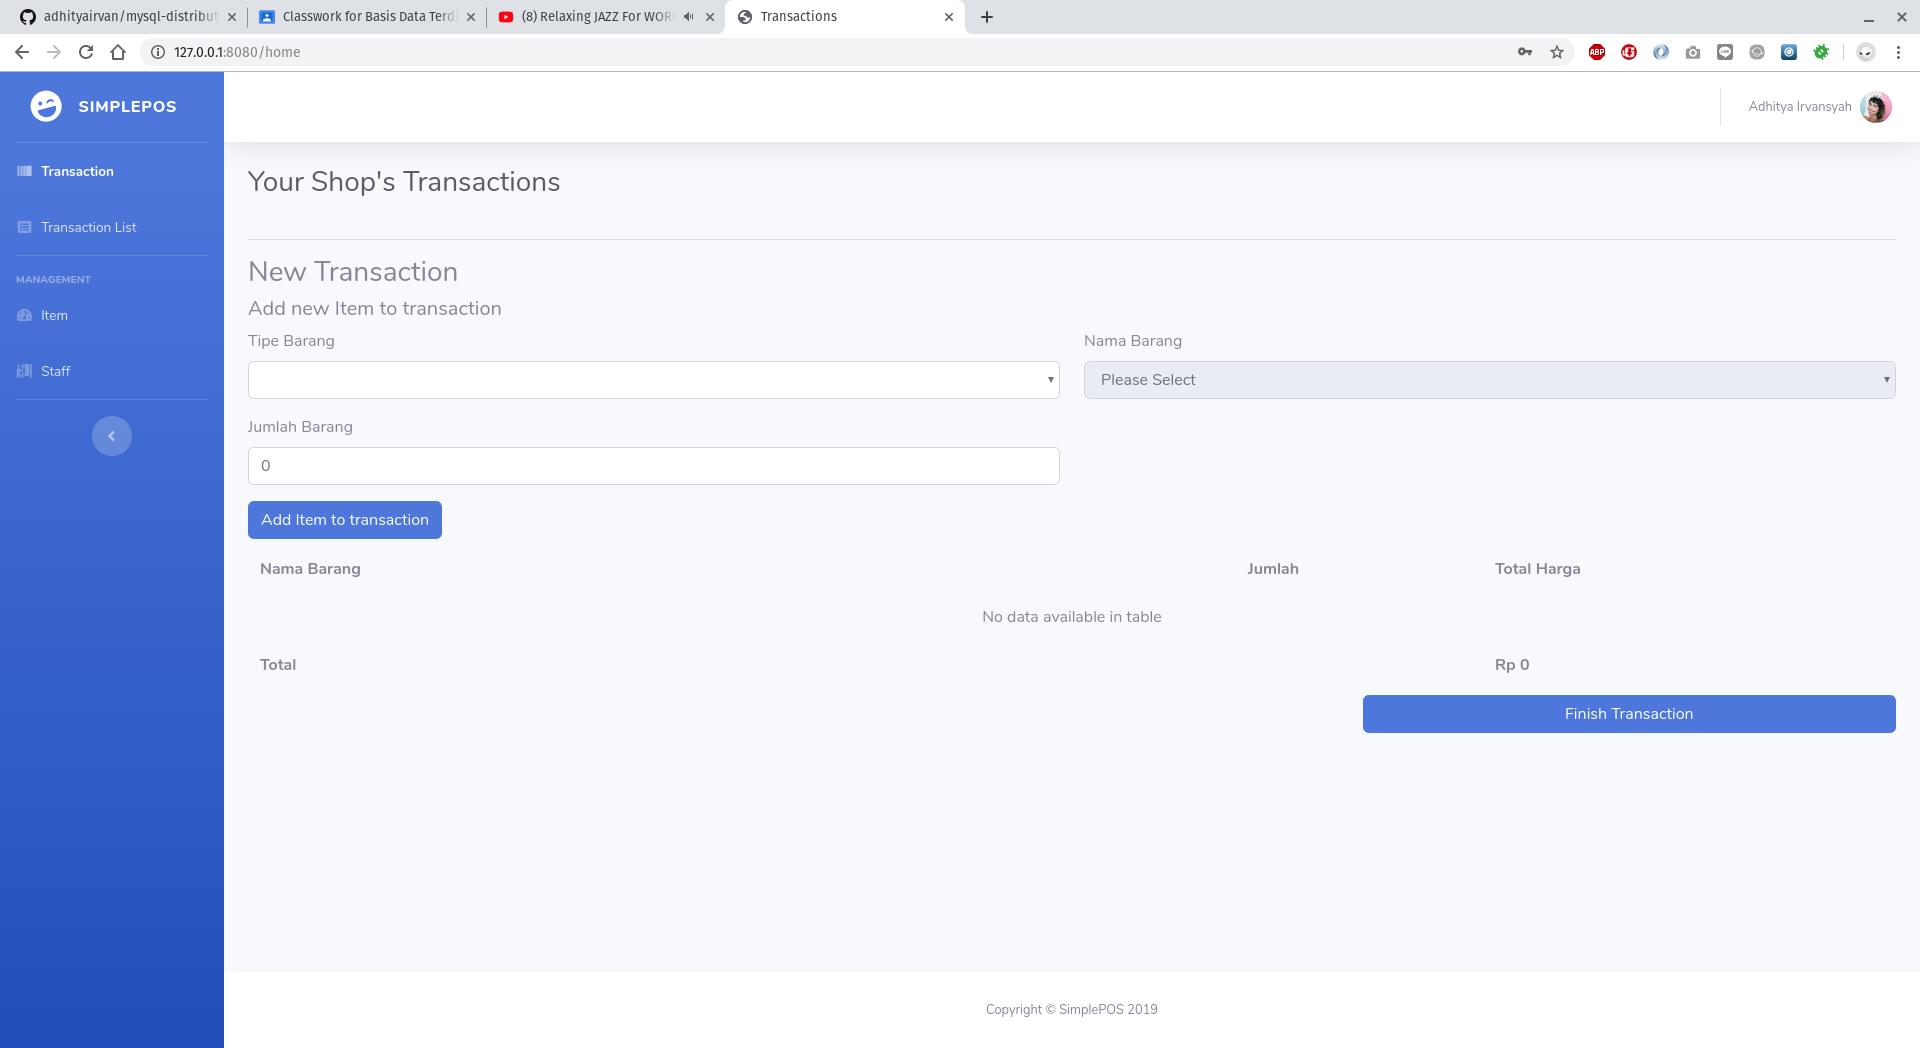 adhityairvan/mysql-distribut
Classwork for Basis Data Terdi
(8) Relaxing JAZZ For WOR
Transactions
127.0.0.1:8080/home
ABP
SIMPLEPOS
Adhitya Irvansyah
Transaction
Transaction List
MANAGEMENT
Item
Staff
Your Shop's Transactions
New Transaction
Add new Item to transaction
Tipe Barang
Nama Barang
Please Select
Jumlah Barang
0
Add Item to transaction
Nama Barang Jumlah Total Harga
No data available in table
Total Rp 0
Finish Transaction
Copyright © SimplePOS 2019